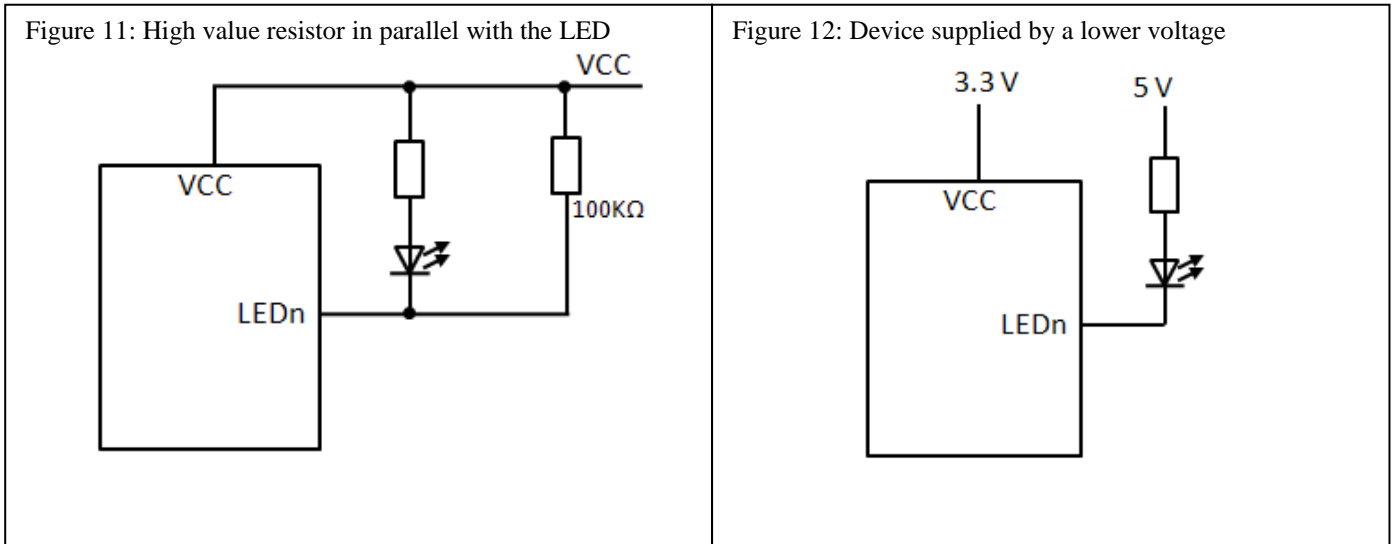 Figure 11: High value resistor in parallel with the LED
VCC
VCC
100KΩ
LEDn
Figure 12: Device supplied by a lower voltage
3.3 V
5 V
VCC
LEDn